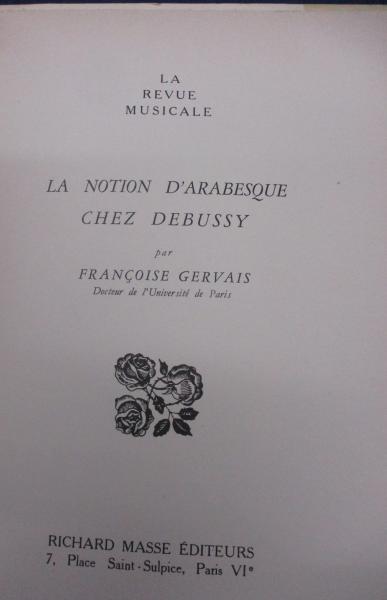 LA
REVUE
MUSICALE
LA NOTION D'ARABESQUE
CHEZ DEBUSSY
par
FRANÇOISE GERVAIS
Docteur de l'Université de Paris
RICHARD MASSE ÉDITEURS
7, Place Saint-Sulpice, Paris VIe